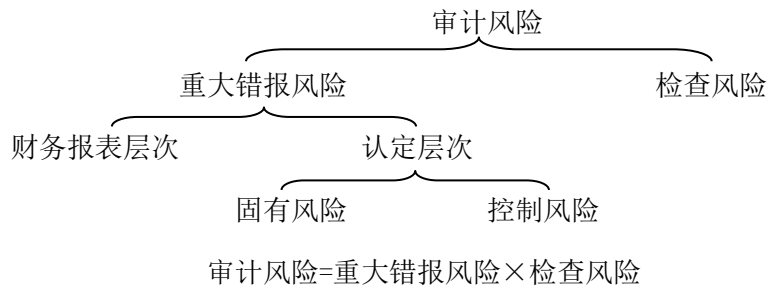 审计风险
重大错报风险 检查风险
财务报表层次 认定层次
固有风险 控制风险
审计风险=重大错报风险×检查风险